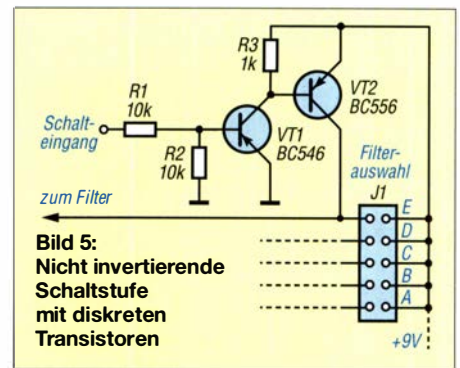 R3
1k
VT2
BC556
R1
10k
Schalt-
eingang
VT1
BC546
R2
10k
Filter-
auswahl
J1
zum Filter
E
D
C
B
A
+9V
Bild 5:
Nicht invertierende
Schaltstufe
mit diskreten
Transistoren